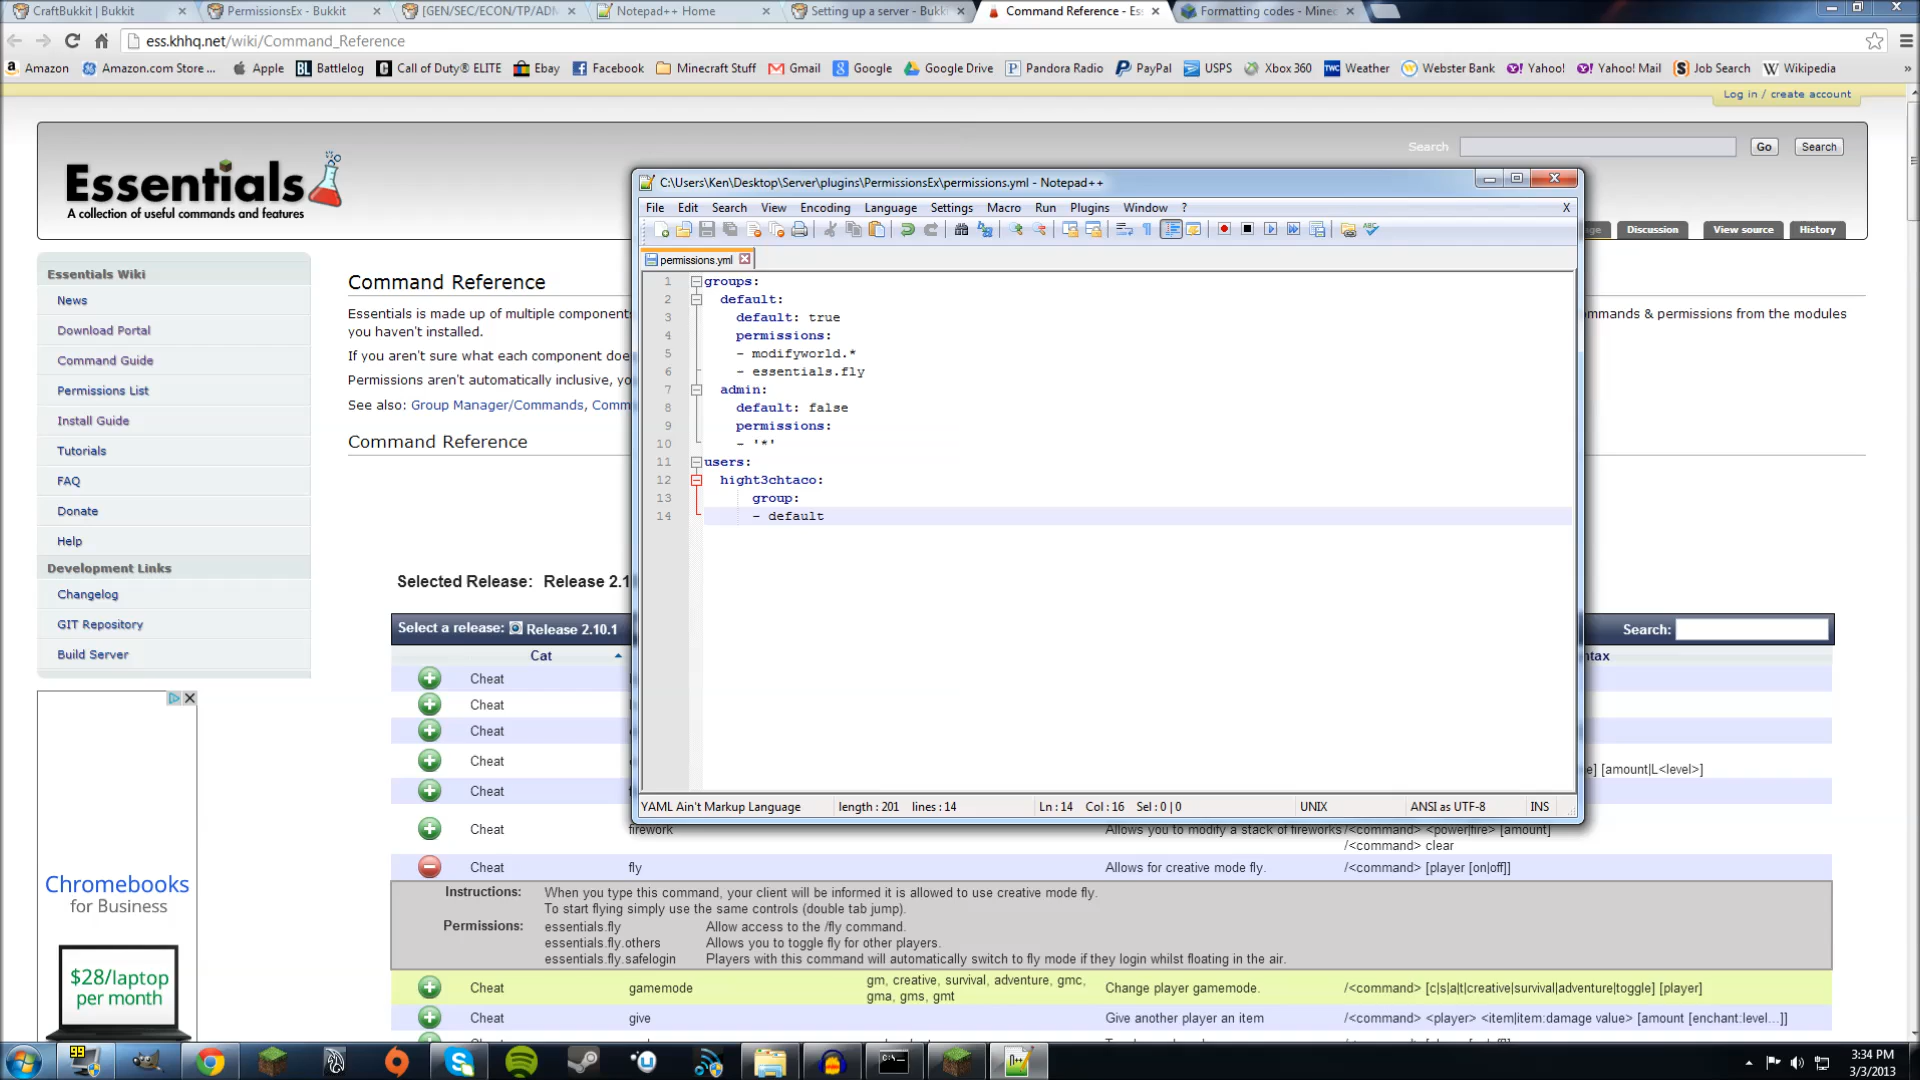 CraftBukkit | Bukkit
PermissionsEx - Bukkit
[GEN/SEC/ECON/TP/ADM
Notepad++ Home
Setting up a server - Bukki
Command Reference - Es
Formatting codes - Minec
ess.khhq.net/wiki/Command_Reference
Amazon
Amazon.com Store ...
Apple
Battlelog
Call of Duty® ELITE
Ebay
Facebook
Minecraft Stuff
Gmail
Google
Google Drive
Pandora Radio
PayPal
USPS
Xbox 360
Weather
Webster Bank
Yahoo!
Yahoo! Mail
Job Search
Wikipedia
»
Log in / create account
Essentials
A collection of useful commands and features
Search
Go
Search
Discussion
View source
History
Essentials Wiki
News
Download Portal
Command Guide
Permissions List
Install Guide
Tutorials
FAQ
Donate
Help
Development Links
Changelog
GIT Repository
Build Server
Command Reference
Essentials is made up of multiple components
mmands & permissions from the modules
you haven't installed.
If you aren't sure what each component doe
Permissions aren't automatically inclusive, yo
See also: Group Manager/Commands, Comm
Command Reference
C:\Users\Ken\Desktop\Server\plugins\PermissionsEx\permissions.yml - Notepad++
File Edit Search View Encoding Language Settings Macro Run Plugins Window ? X
permissions.yml
1 groups:
2 default:
3 default: true
4 permissions:
5 - modifyworld.*
6 - essentials.fly
7 admin:
8 default: false
9 permissions:
10 - '*'
11 users:
12 hight3chtaco:
13 group:
14 - default
YAML Ain't Markup Language length : 201 lines : 14 Ln : 14 Col : 16 Sel : 0 | 0 UNIX ANSI as UTF-8 INS
Selected Release: Release 2.1
Select a release: Release 2.10.1
Search:
Cat
ntax
Cheat
Cheat
Cheat
Cheat
e] [amount|L<level>]
Cheat
Cheat firework Allows you to modify a stack of fireworks /<command> <power|fire> [amount]
/<command> clear
Cheat fly Allows for creative mode fly. /<command> [player [on|off]]
Instructions: When you type this command, your client will be informed it is allowed to use creative mode fly.
To start flying simply use the same controls (double tab jump).
Permissions: essentials.fly Allow access to the /fly command.
essentials.fly.others Allows you to toggle fly for other players.
essentials.fly.safelogin Players with this command will automatically switch to fly mode if they login whilst floating in the air.
Cheat gamemode gm, creative, survival, adventure, gmc, gma, gms, gmt Change player gamemode. /<command> [c|s|a|t|creative|survival|adventure|toggle] [player]
Cheat give Give another player an item /<command> <player> <item|item:damage value> [amount [enchant:level...]]
Chromebooks
for Business
$28/laptop
per month
99
3:34 PM
3/3/2013